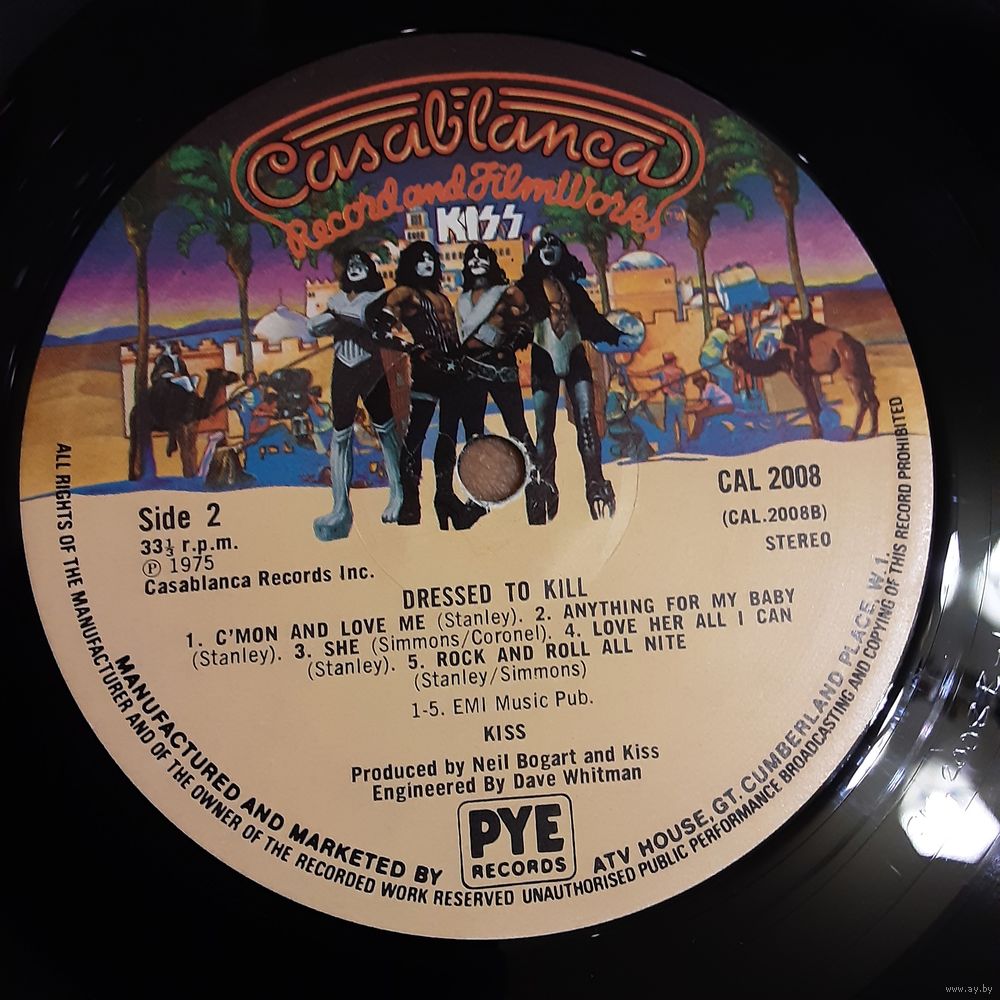 Casablanca
Record and FilmWorks
KISS
Side 2
33⅓ r.p.m.
Ⓟ 1975
Casablanca Records Inc.
CAL 2008
(CAL.2008B)
STEREO
DRESSED TO KILL
1. C'MON AND LOVE ME (Stanley). 2. ANYTHING FOR MY BABY
(Stanley). 3. SHE (Simmons/Coronel). 4. LOVE HER ALL I CAN
(Stanley). 5. ROCK AND ROLL ALL NITE
(Stanley/Simmons)
1-5. EMI Music Pub.
KISS
Produced by Neil Bogart and Kiss
Engineered By Dave Whitman
PYE
RECORDS
MANUFACTURED AND MARKETED BY
ATV HOUSE, GT. CUMBERLAND PLACE, W.1.
ALL RIGHTS OF THE MANUFACTURER AND OF THE OWNER OF THE RECORDED WORK RESERVED UNAUTHORISED PUBLIC PERFORMANCE BROADCASTING AND COPYING OF THIS RECORD PROHIBITED
www.ay.by